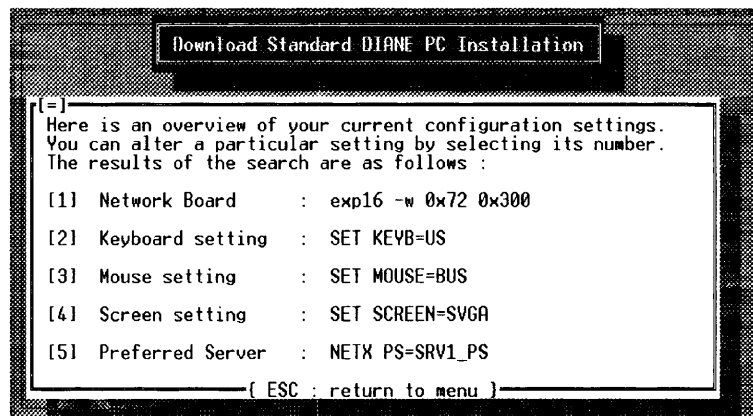 Download Standard DIANE PC Installation
[=]
Here is an overview of your current configuration settings.
You can alter a particular setting by selecting its number.
The results of the search are as follows :
[1] Network Board : exp16 -w 0x72 0x300
[2] Keyboard setting : SET KEYB=US
[3] Mouse setting : SET MOUSE=BUS
[4] Screen setting : SET SCREEN=SVGA
[5] Preferred Server : NETX PS=SRV1_PS
{ ESC : return to menu }